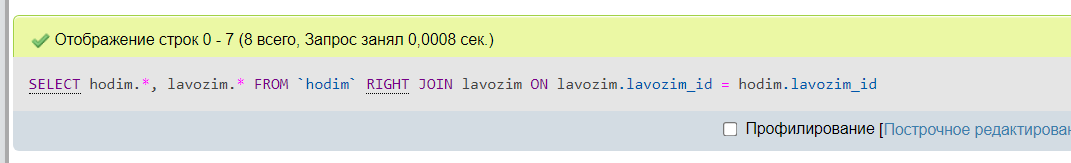 Отображение строк 0 - 7 (8 всего, Запрос занял 0,0008 сек.)
SELECT hodim.*, lavozim.* FROM `hodim` RIGHT JOIN lavozim ON lavozim.lavozim_id = hodim.lavozim_id
Профилирование [Построчное редактирован